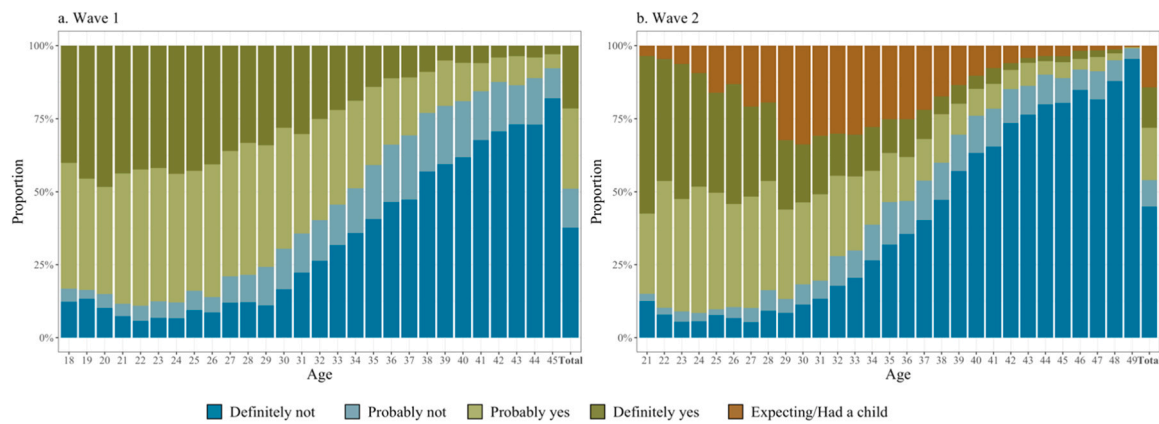 a. Wave 1
100%
75%
50%
25%
0%
Proportion
18 19 20 21 22 23 24 25 26 27 28 29 30 31 32 33 34 35 36 37 38 39 40 41 42 43 44 45 Total
Age
b. Wave 2
100%
75%
50%
25%
0%
Proportion
21 22 23 24 25 26 27 28 29 30 31 32 33 34 35 36 37 38 39 40 41 42 43 44 45 46 47 48 49 Total
Age
Definitely not Probably not Probably yes Definitely yes Expecting/Had a child